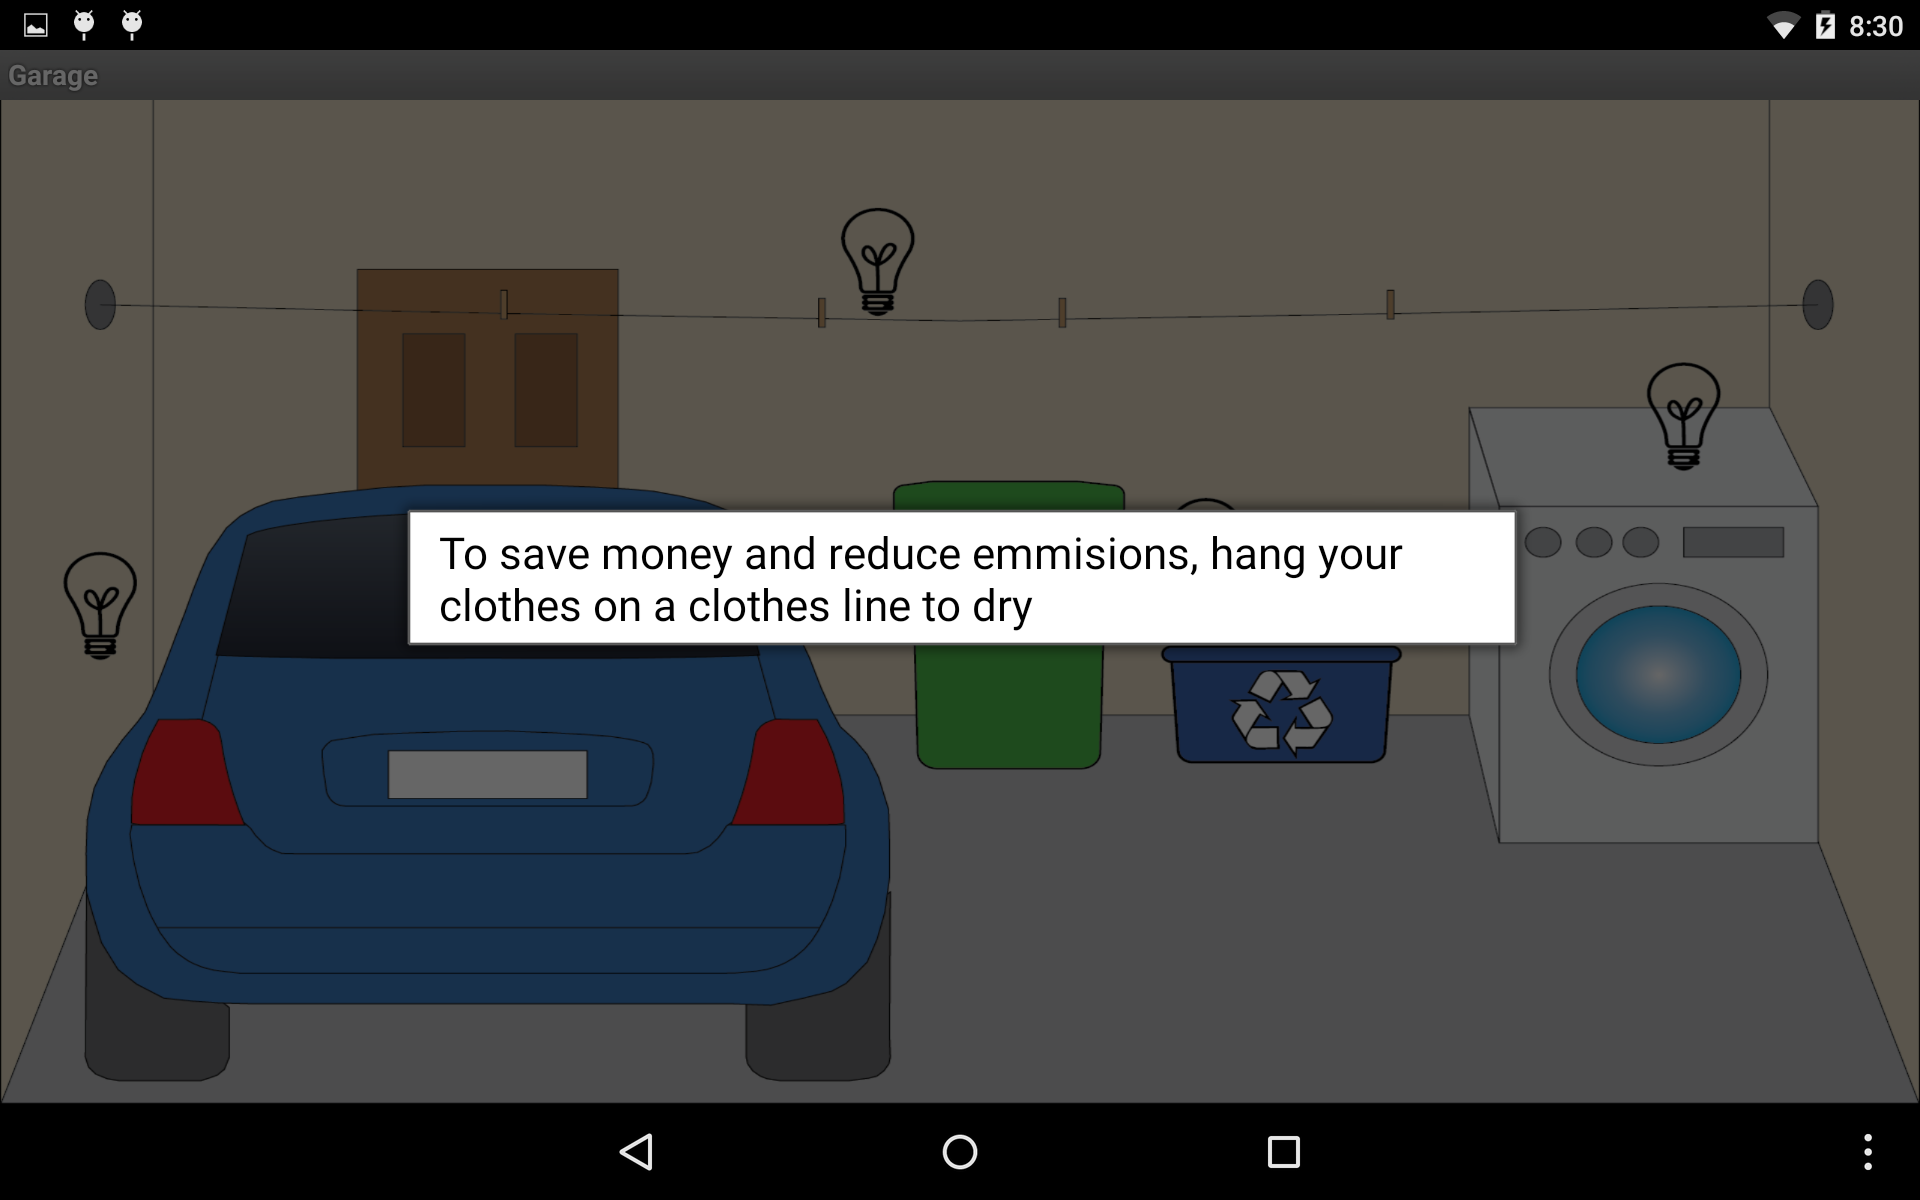 8:30
Garage
To save money and reduce emmisions, hang your
clothes on a clothes line to dry